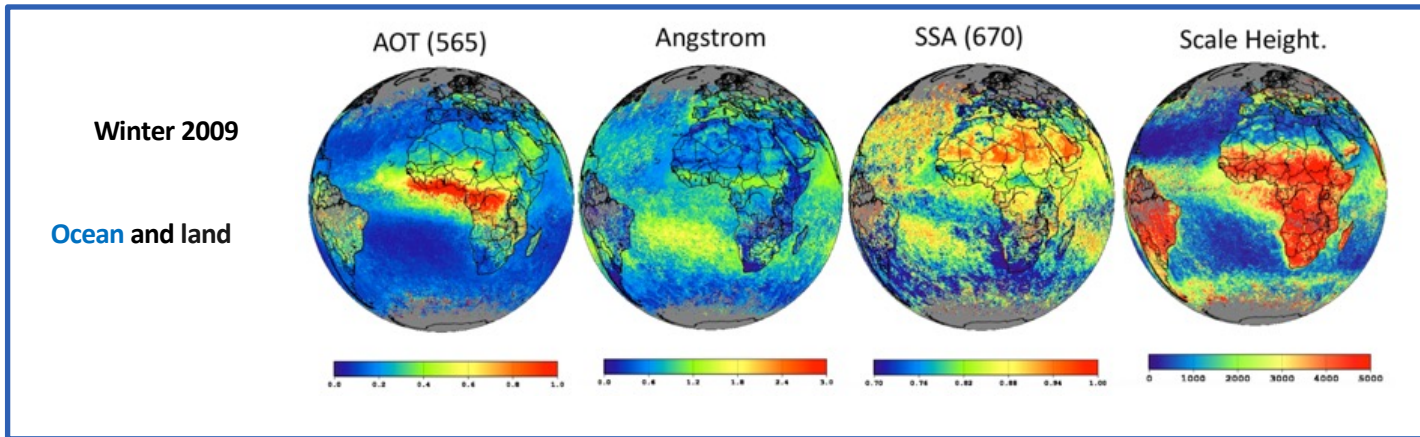 AOT (565)
Angstrom
SSA (670)
Scale Height.
Winter 2009
Ocean and land
0.0 0.2 0.4 0.6 0.8 1.0
0.0 0.6 1.2 1.8 2.4 3.0
0.70 0.76 0.82 0.88 0.94 1.00
0 1000 2000 3000 4000 5000